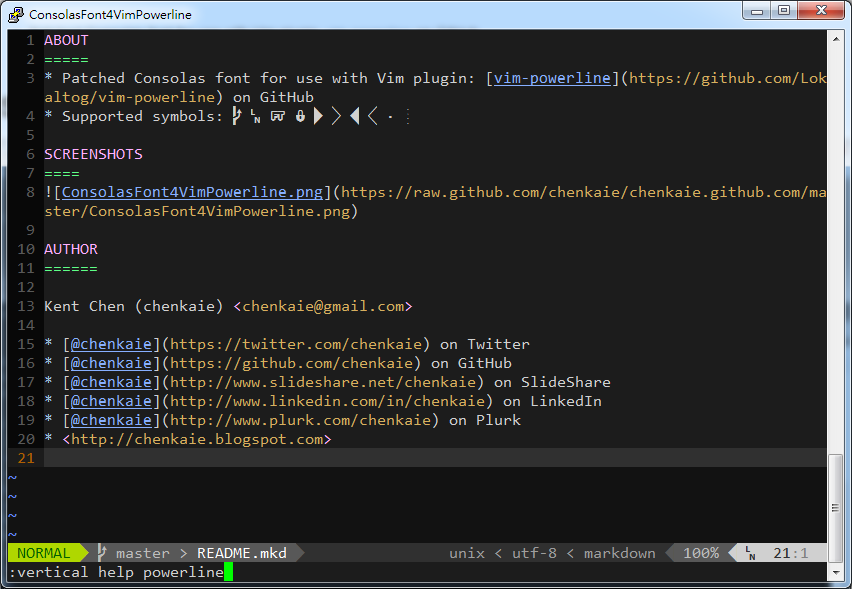 ConsolasFont4VimPowerline
1 ABOUT
2 =====
3 * Patched Consolas font for use with Vim plugin: [vim-powerline](https://github.com/Lok
altog/vim-powerline) on GitHub
4 * Supported symbols:
5
6 SCREENSHOTS
7 ====
8 ![ConsolasFont4VimPowerline.png](https://raw.github.com/chenkaie/chenkaie.github.com/ma
ster/ConsolasFont4VimPowerline.png)
9
10 AUTHOR
11 ======
12
13 Kent Chen (chenkaie) <chenkaie@gmail.com>
14
15 * [@chenkaie](https://twitter.com/chenkaie) on Twitter
16 * [@chenkaie](https://github.com/chenkaie) on GitHub
17 * [@chenkaie](http://www.slideshare.net/chenkaie) on SlideShare
18 * [@chenkaie](http://www.linkedin.com/in/chenkaie) on LinkedIn
19 * [@chenkaie](http://www.plurk.com/chenkaie) on Plurk
20 * <http://chenkaie.blogspot.com>
21
~
~
~
~
NORMAL master > README.mkd unix < utf-8 < markdown 100% LN 21:1
:vertical help powerline